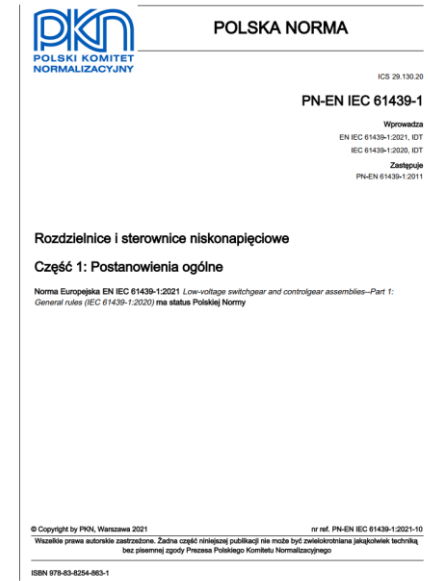 PKN
POLSKI KOMITET
NORMALIZACYJNY
POLSKA NORMA
ICS 29.130.20
PN-EN IEC 61439-1
Wprowadza
EN IEC 61439-1:2021, IDT
IEC 61439-1:2020, IDT
Zastępuje
PN-EN 61439-1:2011
Rozdzielnice i sterownice niskonapięciowe
Część 1: Postanowienia ogólne
Norma Europejska EN IEC 61439-1:2021 Low-voltage switchgear and controlgear assemblies--Part 1:
General rules (IEC 61439-1:2020) ma status Polskiej Normy
© Copyright by PKN, Warszawa 2021
nr ref. PN-EN IEC 61439-1:2021-10
Wszelkie prawa autorskie zastrzeżone. Żadna część niniejszej publikacji nie może być zwielokrotniana jakąkolwiek techniką
bez pisemnej zgody Prezesa Polskiego Komitetu Normalizacyjnego
ISBN 978-83-8254-863-1